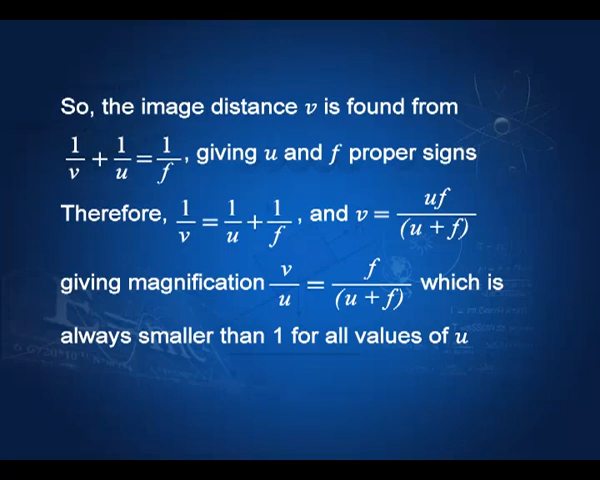 So, the image distance v is found from
1/v + 1/u = 1/f, giving u and f proper signs
Therefore, 1/v = 1/u + 1/f, and v = uf/(u + f)
giving magnification v/u = f/(u + f) which is
always smaller than 1 for all values of u